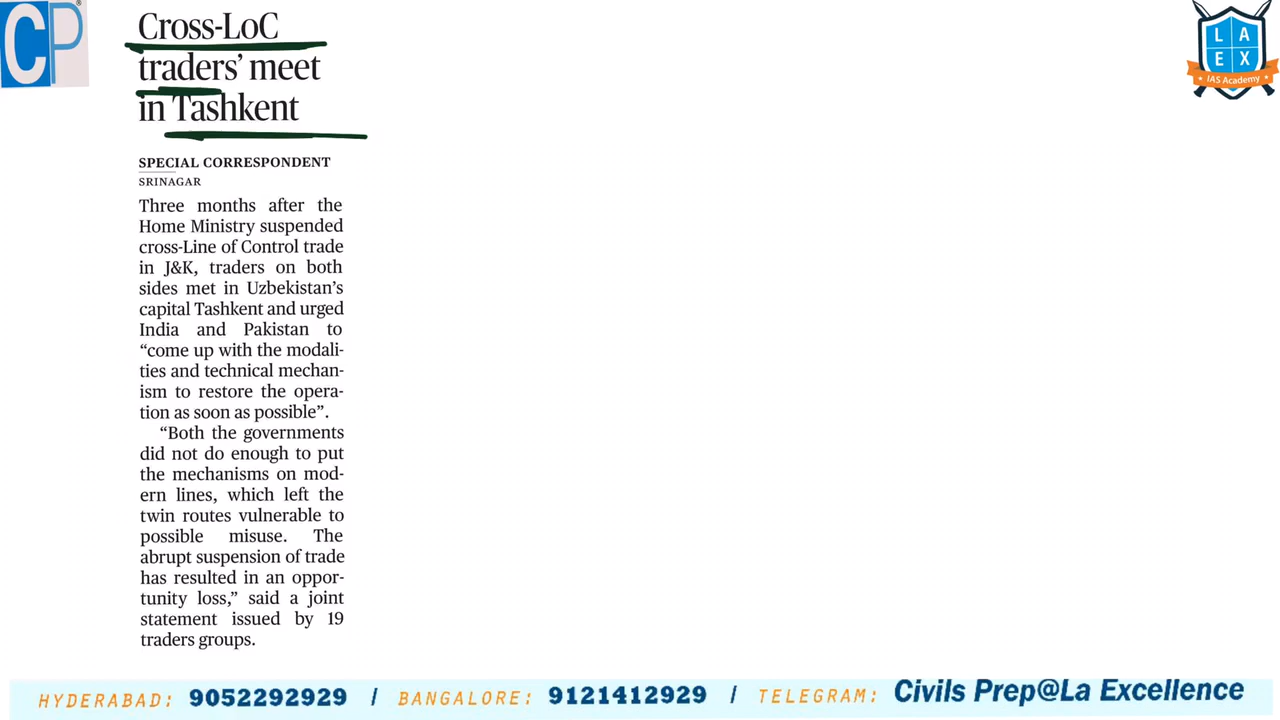 CP
®
Cross-LoC
traders’ meet
in Tashkent
L A
E X
IAS Academy
SPECIAL CORRESPONDENT
SRINAGAR
Three months after the
Home Ministry suspended
cross-Line of Control trade
in J&K, traders on both
sides met in Uzbekistan’s
capital Tashkent and urged
India and Pakistan to
“come up with the modali-
ties and technical mechan-
ism to restore the opera-
tion as soon as possible”.
“Both the governments
did not do enough to put
the mechanisms on mod-
ern lines, which left the
twin routes vulnerable to
possible misuse. The
abrupt suspension of trade
has resulted in an oppor-
tunity loss,” said a joint
statement issued by 19
traders groups.
HYDERABAD: 9052292929 / BANGALORE: 9121412929 / TELEGRAM: Civils Prep@La Excellence